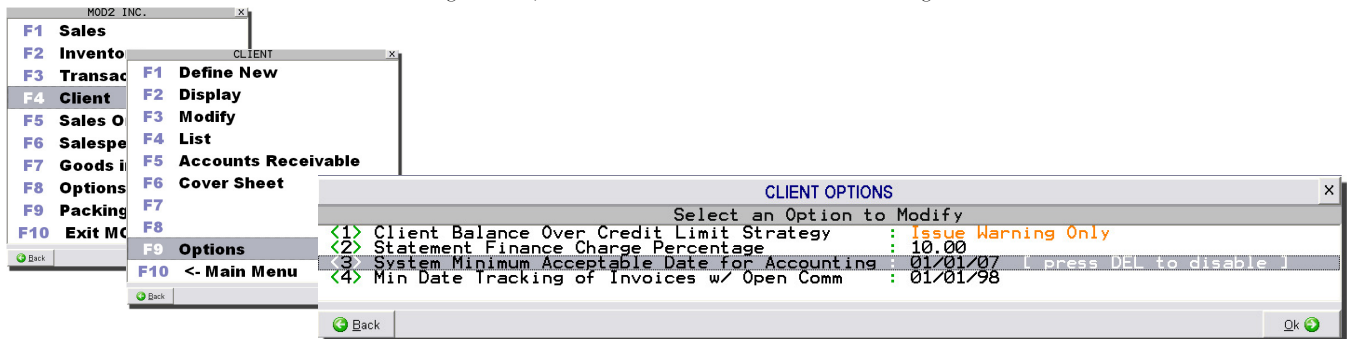 MOD2 INC. x
F1 Sales
F2 Invento
F3 Transac
F4 Client
F5 Sales O
F6 Salespe
F7 Goods i
F8 Options
F9 Packing
F10 Exit MO
Back
CLIENT x
F1 Define New
F2 Display
F3 Modify
F4 List
F5 Accounts Receivable
F6 Cover Sheet
F7
F8
F9 Options
F10 <- Main Menu
Back
CLIENT OPTIONS X
Select an Option to Modify
<1> Client Balance Over Credit Limit Strategy : Issue Warning Only
<2> Statement Finance Charge Percentage : 10.00
<3> System Minimum Acceptable Date for Accounting : 01/01/07 [ press DEL to disable ]
<4> Min Date Tracking of Invoices w/ Open Comm : 01/01/98
Back Ok